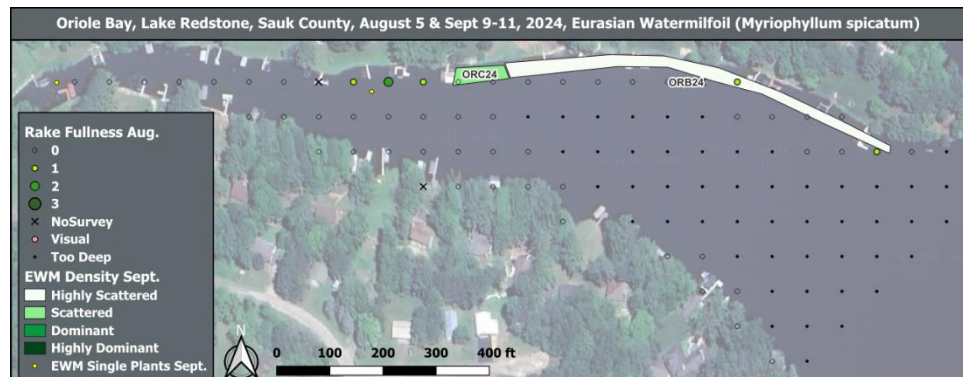 Oriole Bay, Lake Redstone, Sauk County, August 5 & Sept 9-11, 2024, Eurasian Watermilfoil (Myriophyllum spicatum)
ORC24
ORB24
Rake Fullness Aug.
0
1
2
3
NoSurvey
Visual
Too Deep
EWM Density Sept.
Highly Scattered
Scattered
Dominant
Highly Dominant
EWM Single Plants Sept.
N
0 100 200 300 400 ft